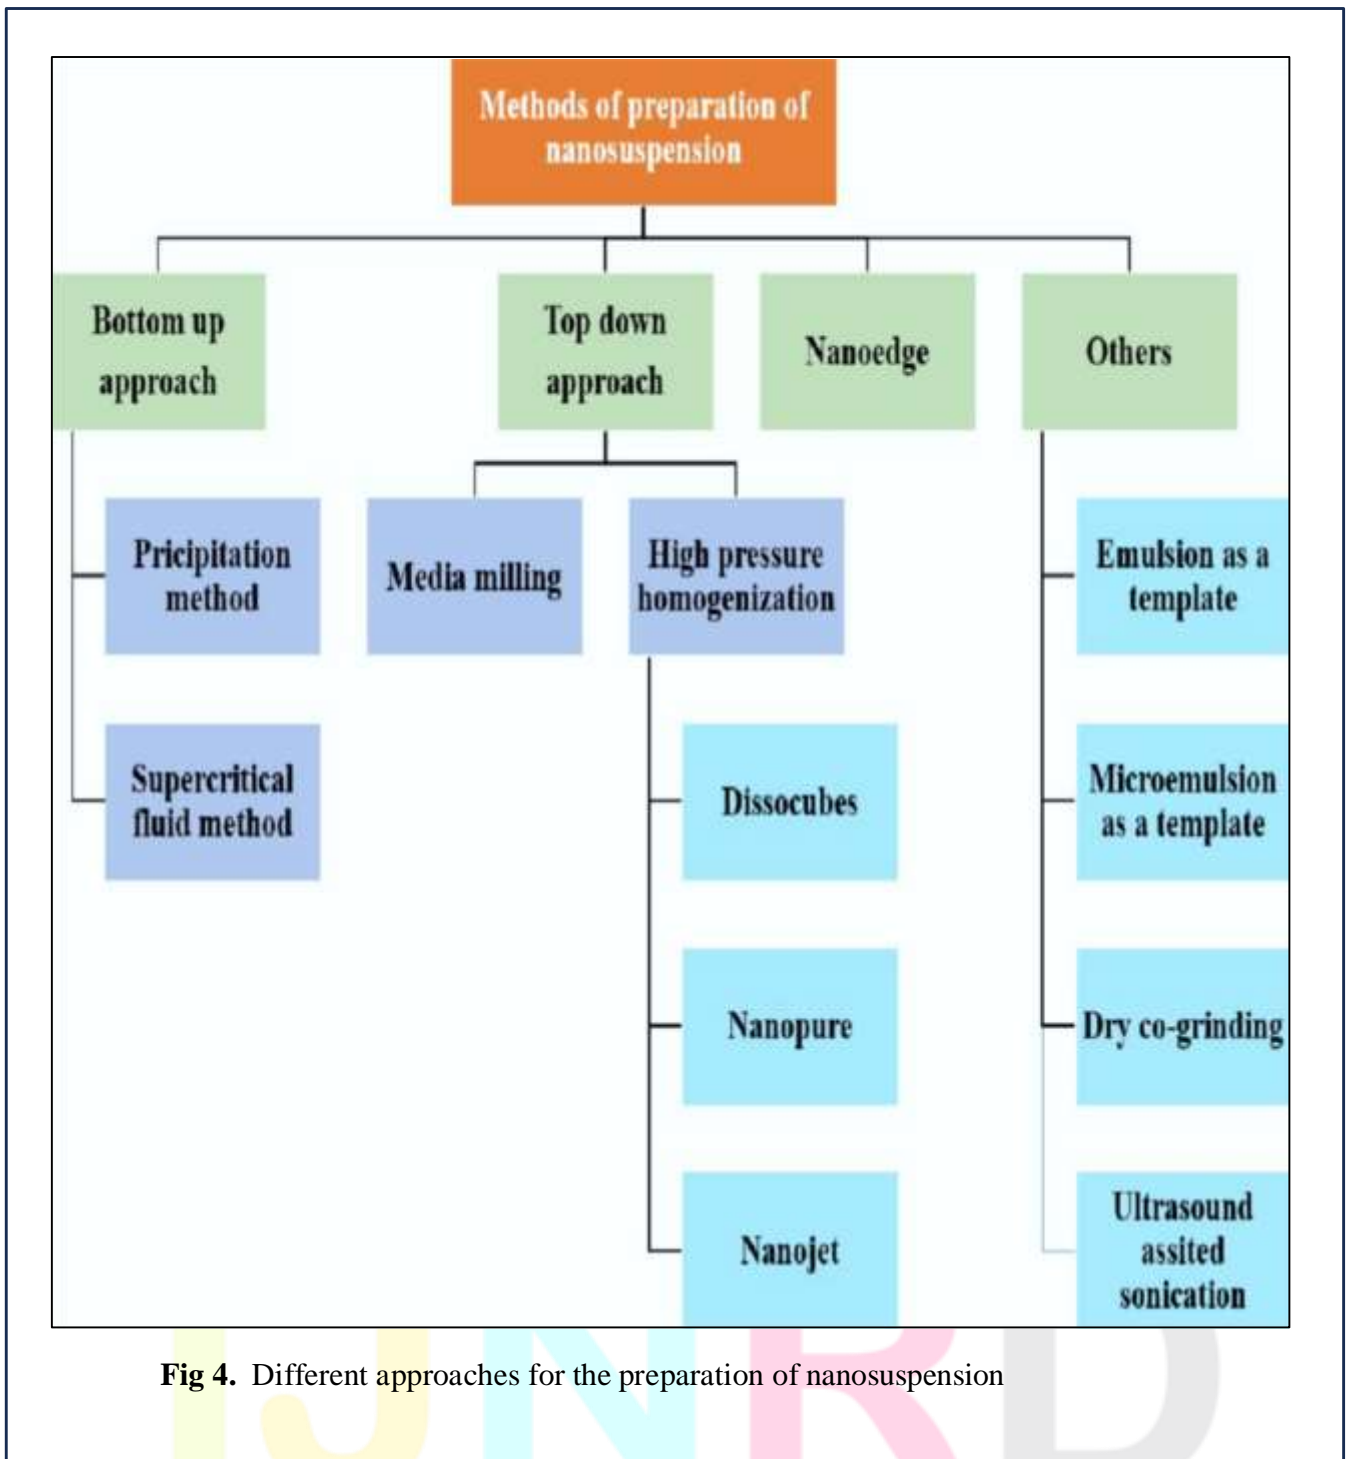 Methods of preparation of
nanosuspension
Bottom up
approach
Top down
approach
Nanoedge
Others
Pricipitation
method
Media milling
High pressure
homogenization
Emulsion as a
template
Supercritical
fluid method
Dissocubes
Microemulsion
as a template
Nanopure
Dry co-grinding
Nanojet
Ultrasound
assited
sonication
Fig 4. Different approaches for the preparation of nanosuspension
IJNRD